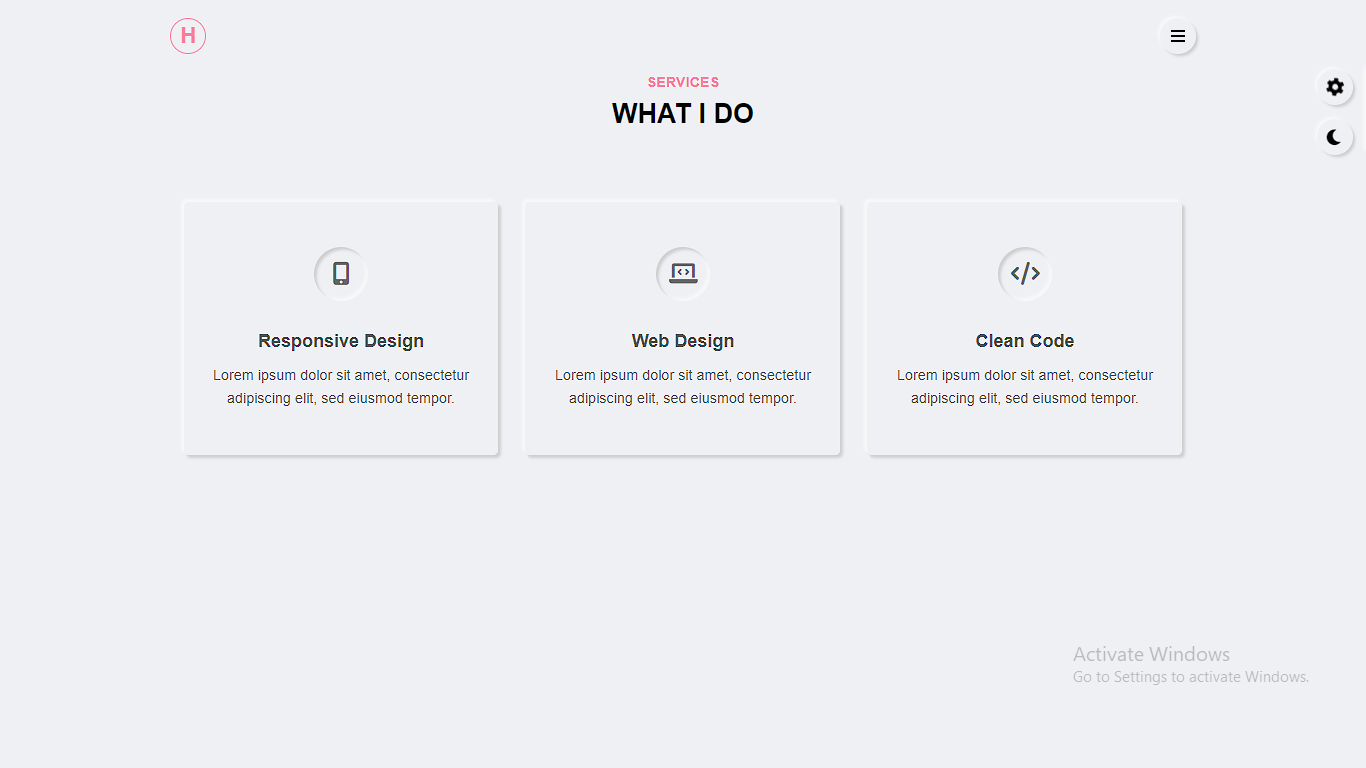 H
SERVICES
WHAT I DO
Responsive Design
Lorem ipsum dolor sit amet, consectetur
adipiscing elit, sed eiusmod tempor.
Web Design
Lorem ipsum dolor sit amet, consectetur
adipiscing elit, sed eiusmod tempor.
Clean Code
Lorem ipsum dolor sit amet, consectetur
adipiscing elit, sed eiusmod tempor.
Activate Windows
Go to Settings to activate Windows.